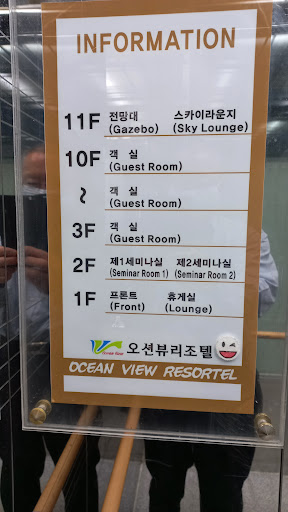 INFORMATION
11F 전망대 스카이라운지
(Gazebo) (Sky Lounge)
10F 객 실
(Guest Room)
~ 객 실
(Guest Room)
3F 객 실
(Guest Room)
2F 제1세미나실 제2세미나실
(Seminar Room 1) (Seminar Room 2)
1F 프론트 휴게실
(Front) (Lounge)
오션뷰리조텔
OCEAN VIEW RESORTEL